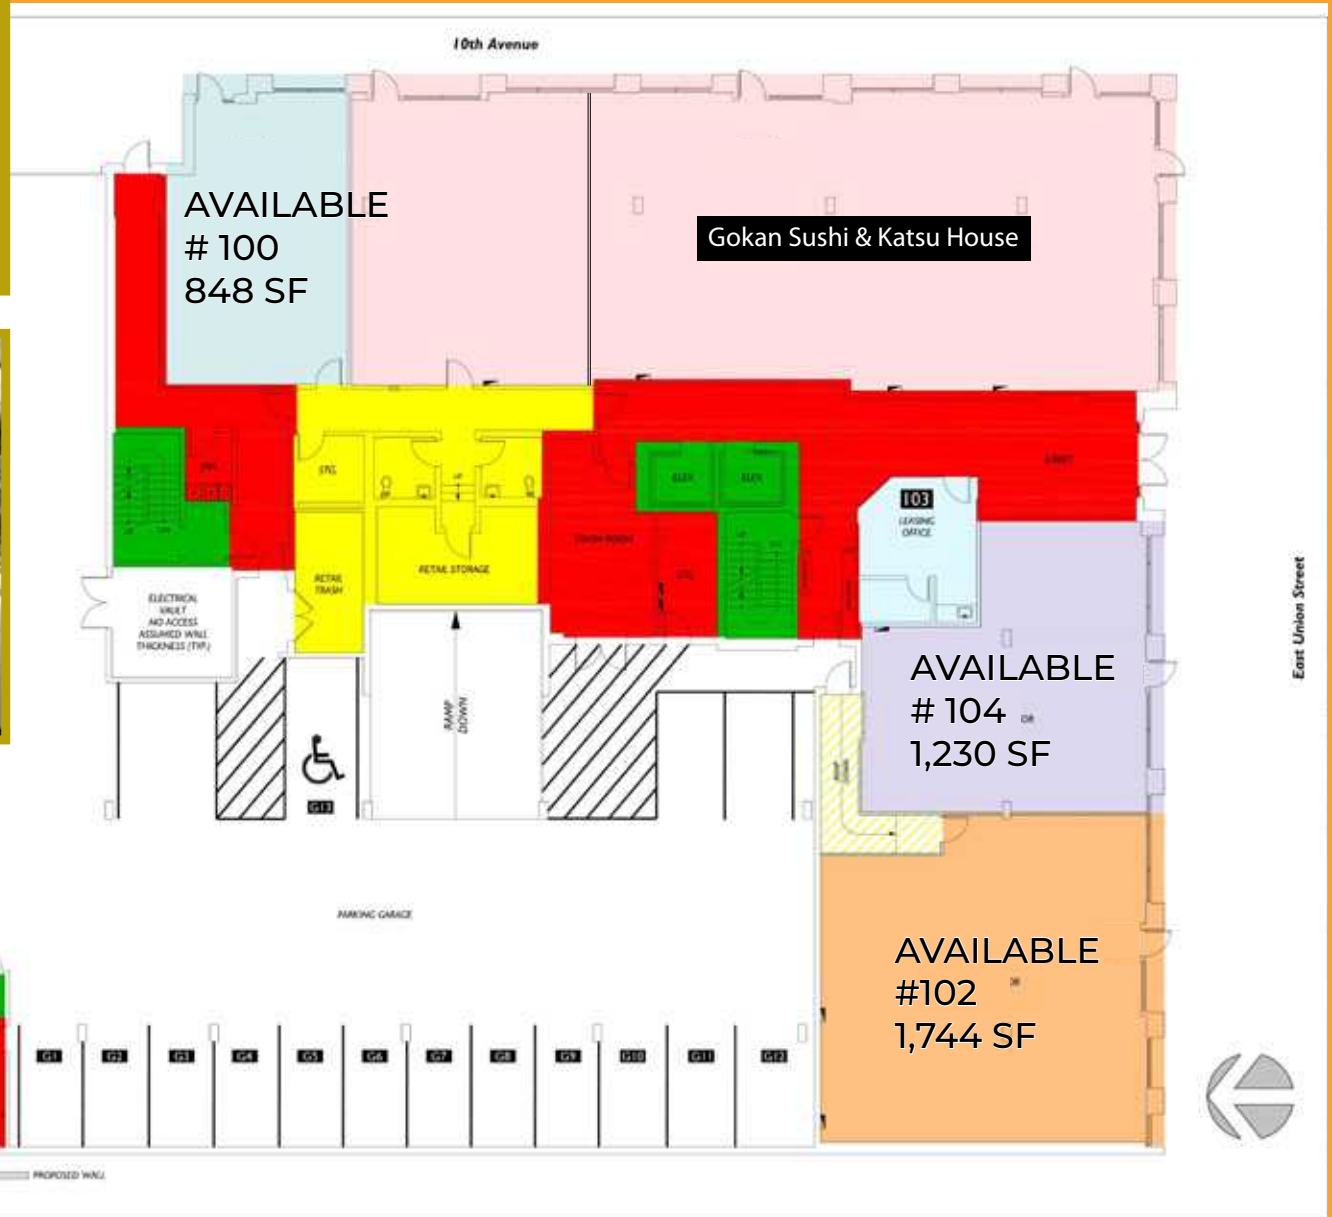 10th Avenue
AVAILABLE
# 100
848 SF
Gokan Sushi & Katsu House
STG.
ELEV.
ELEV.
103
LEASING
OFFICE
RETAIL
TRASH
RETAIL STORAGE
ELECTRICAL
VAULT
NO ACCESS
ASSUMED WALL
THICKNESS (TYP.)
RAMP
DOWN
East Union Street
AVAILABLE
# 104
1,230 SF
G13
PARKING GARAGE
AVAILABLE
#102
1,744 SF
G1
G2
G3
G4
G5
G6
G7
G8
G9
G10
G11
G12
PROPOSED WALL